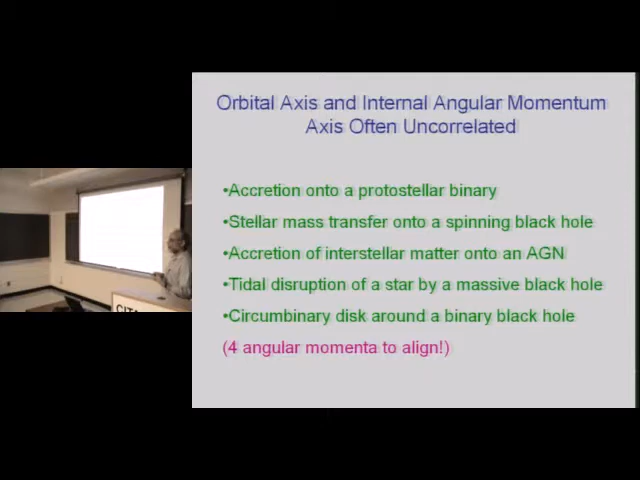 Orbital Axis and Internal Angular Momentum
Axis Often Uncorrelated
•Accretion onto a protostellar binary
•Stellar mass transfer onto a spinning black hole
•Accretion of interstellar matter onto an AGN
•Tidal disruption of a star by a massive black hole
•Circumbinary disk around a binary black hole
(4 angular momenta to align!)